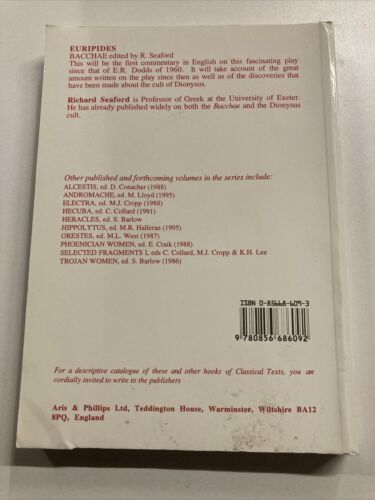 EURIPIDES
BACCHAE edited by R. Seaford
This will be the first commentary in English on this fascinating play
since that of E.R. Dodds of 1960. It will take account of the great
amount written on the play since then as well as of the discoveries that
have been made about the cult of Dionysus.
Richard Seaford is Professor of Greek at the University of Exeter.
He has already published widely on both the Bacchae and the Dionysus
cult.
Other published and forthcoming volumes in the series include:
ALCESTIS, ed. D. Conacher (1988)
ANDROMACHE, ed. M. Lloyd (1995)
ELECTRA, ed. M.J. Cropp (1988)
HECUBA, ed. C. Collard (1991)
HERACLES, ed. S. Barlow
HIPPOLYTUS, ed. M.R. Halleran (1995)
ORESTES, ed. M.L. West (1987)
PHOENICIAN WOMEN, ed. E. Craik (1988)
SELECTED FRAGMENTS I, eds C. Collard, M.J. Cropp & K.H. Lee
TROJAN WOMEN, ed. S. Barlow (1986)
ISBN 0-85668-609-3
9 780856 686092
For a descriptive catalogue of these and other books of Classical Texts, you are
cordially invited to write to the publishers
Aris & Phillips Ltd, Teddington House, Warminster, Wiltshire BA12
8PQ, England